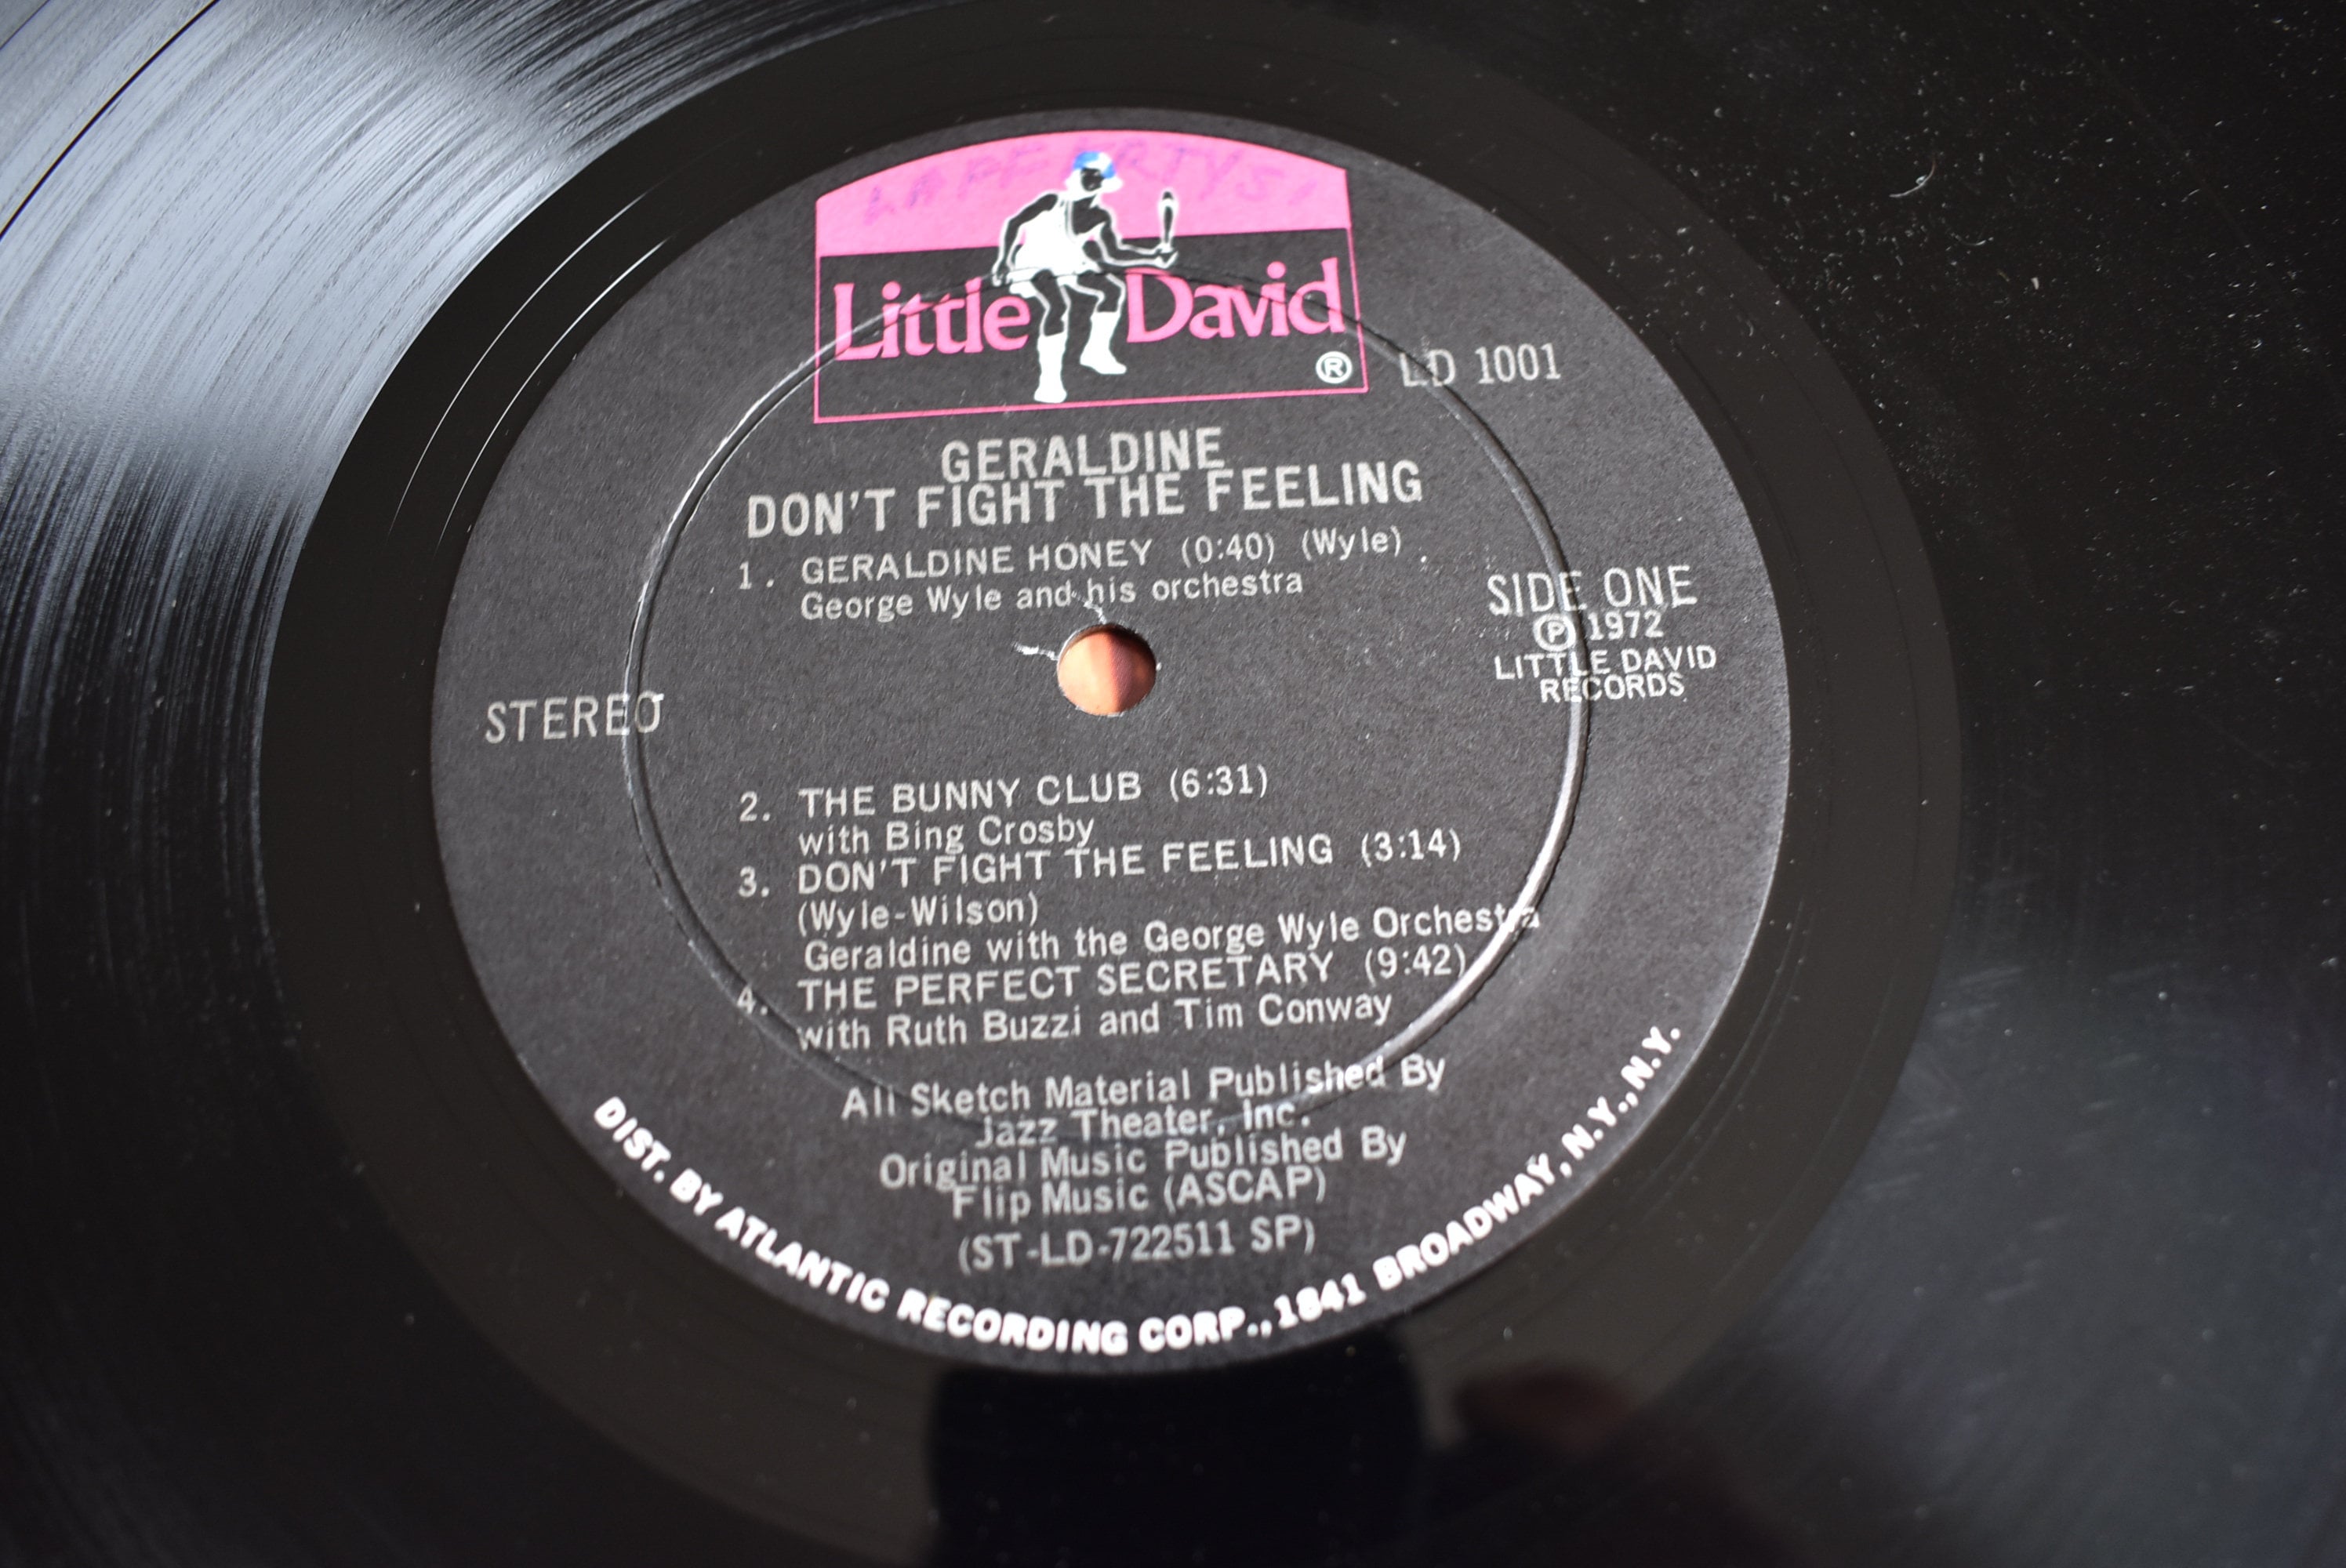 LAFFERTYS,
Little David
®
LD 1001
GERALDINE
DON'T FIGHT THE FEELING
1. GERALDINE HONEY (0:40) (Wyle)
George Wyle and his orchestra
SIDE ONE
Ⓟ 1972
LITTLE DAVID
RECORDS
STEREO
2. THE BUNNY CLUB (6:31)
with Bing Crosby
3. DON'T FIGHT THE FEELING (3:14)
(Wyle-Wilson)
Geraldine with the George Wyle Orchestra
4. THE PERFECT SECRETARY (9:42)
with Ruth Buzzi and Tim Conway
All Sketch Material Published By
Jazz Theater, Inc.
Original Music Published By
Flip Music (ASCAP)
(ST-LD-722511 SP)
DIST. BY ATLANTIC RECORDING CORP., 1841 BROADWAY, N.Y., N.Y.